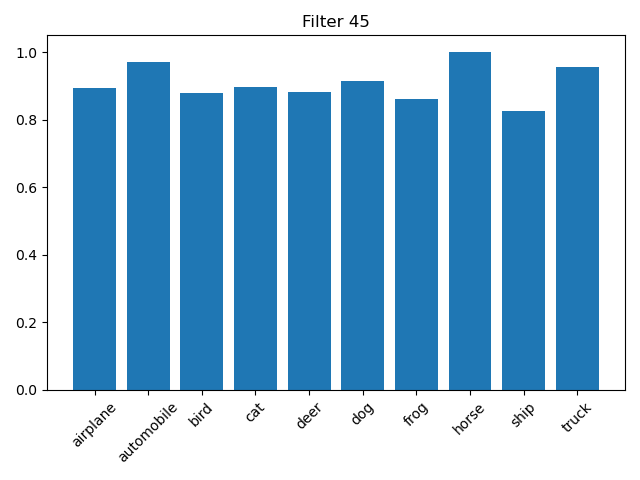 Filter 45
1.0
0.8
0.6
0.4
0.2
0.0
airplane
automobile
bird
cat
deer
dog
frog
horse
ship
truck